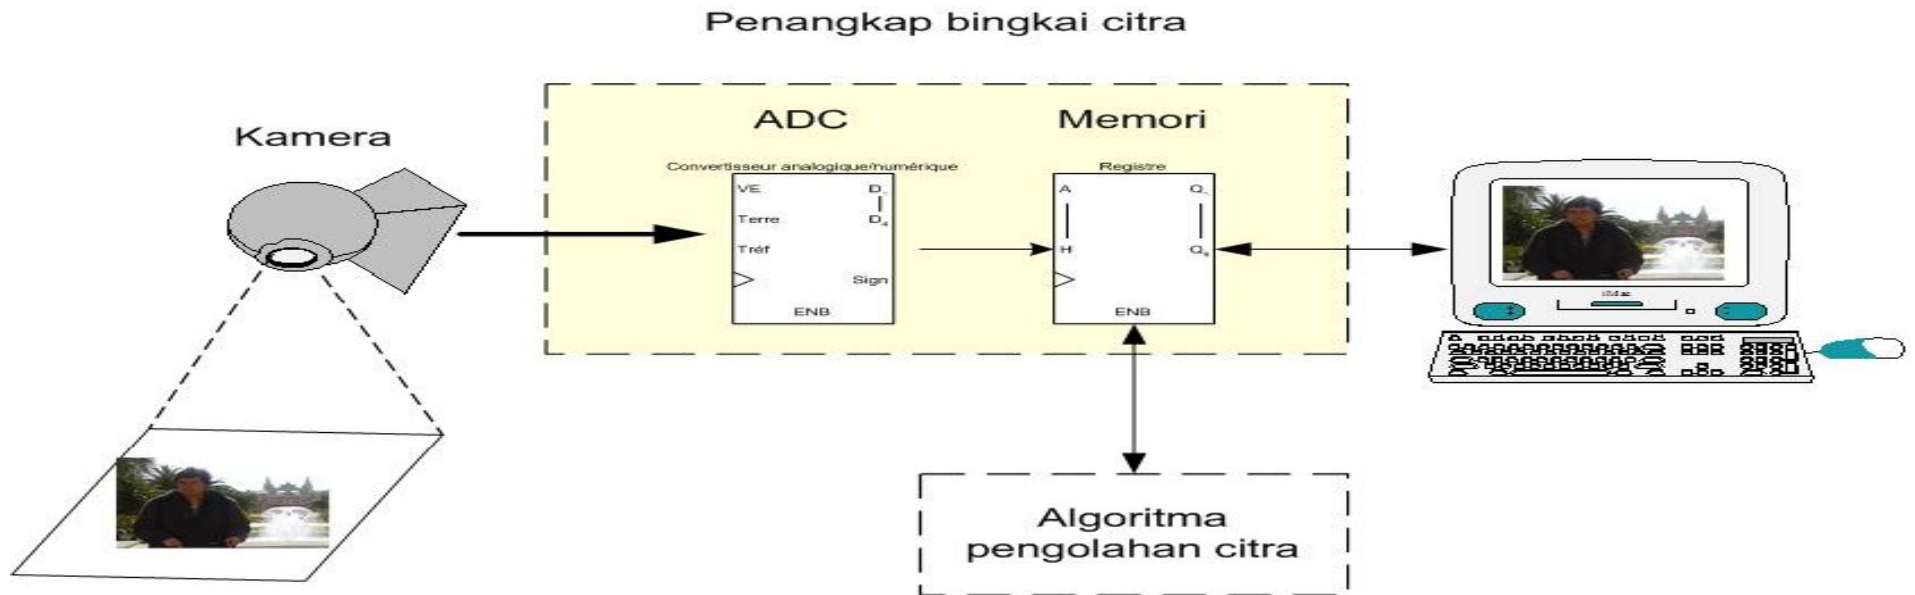 Penangkap bingkai citra
Kamera
ADC
Convertisseur analogique/numérique
VE
Terre
Tréf
Sign
ENB
Memori
Registre
A
H
ENB
iMac
Algoritma
pengolahan citra